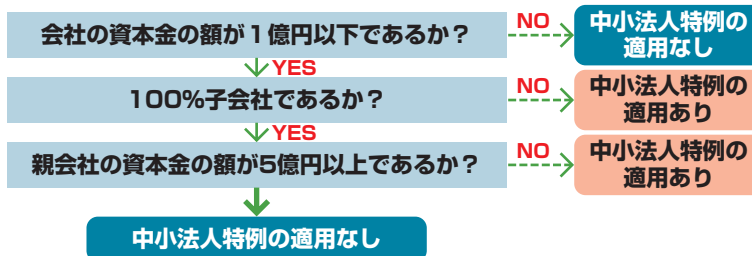 会社の資本金の額が１億円以下であるか？
NO
中小法人特例の
適用なし
YES
100%子会社であるか？
NO
中小法人特例の
適用あり
YES
親会社の資本金の額が5億円以上であるか？
NO
中小法人特例の
適用あり
中小法人特例の適用なし